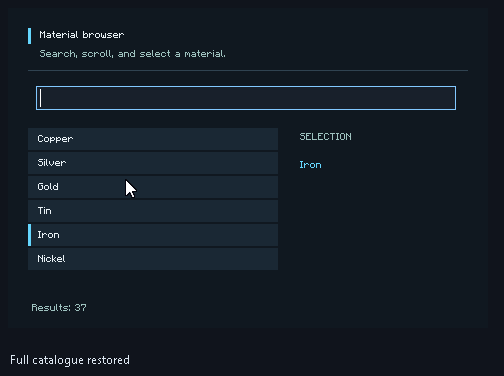 Material browser
Search, scroll, and select a material.
Copper
Silver
Gold
Tin
Iron
Nickel
SELECTION
Iron
Results: 37
Full catalogue restored